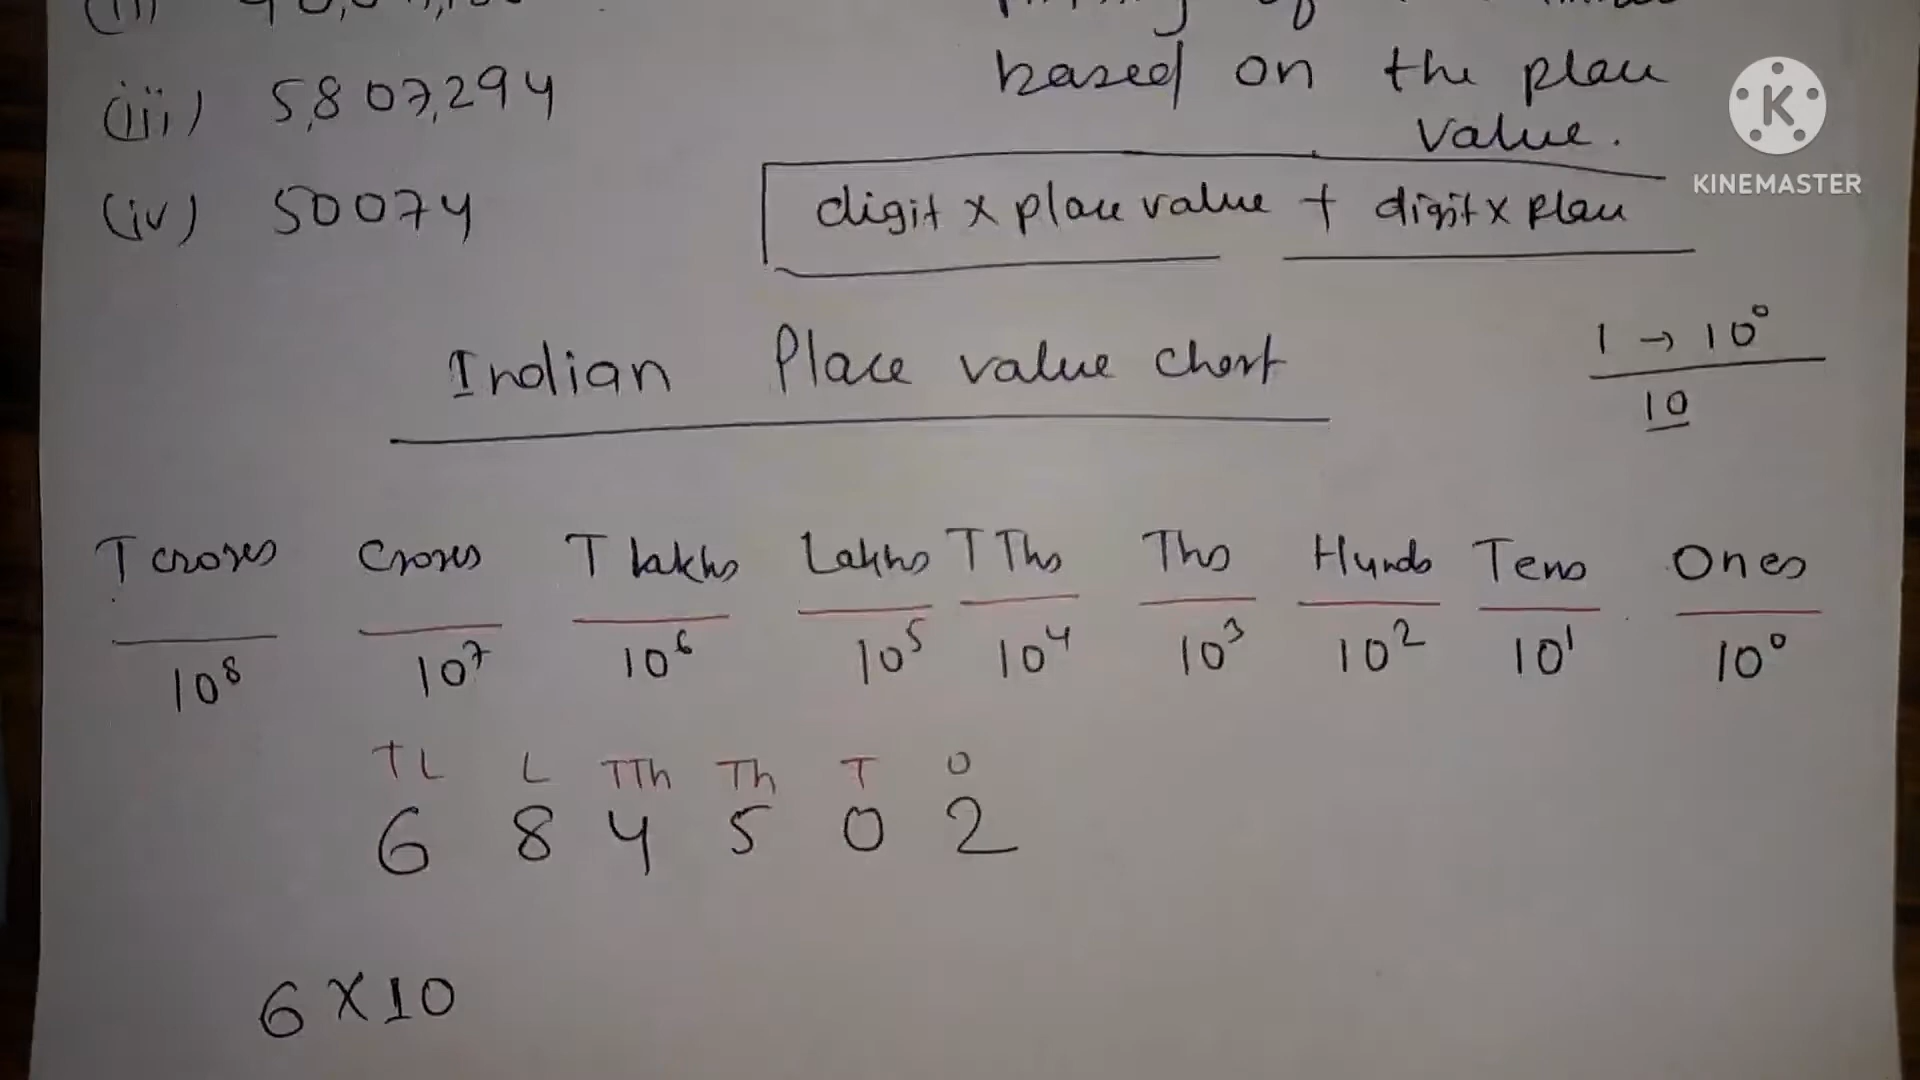 (iii) 5,807,294
based on the place
value.
KINEMASTER
(iv) 50074
digit x place value + digit x place
Indian Place value chart
1 → 10⁰
10
T crores Crores T lakhs Lakhs T Ths Ths Hunds Tens Ones
10⁸ 10⁷ 10⁶ 10⁵ 10⁴ 10³ 10² 10¹ 10⁰
TL L TTh Th T O
6 8 4 5 0 2
6 x 10